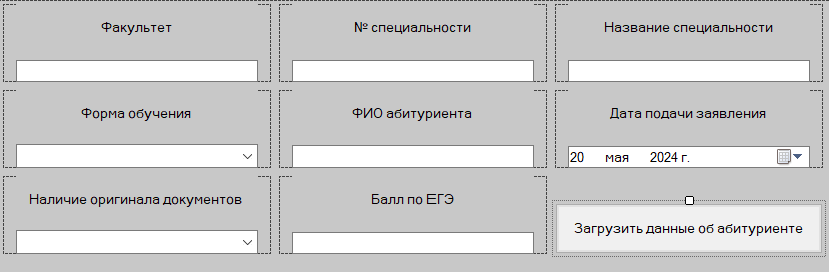 Факультет
№ специальности
Название специальности
Форма обучения
ФИО абитуриента
Дата подачи заявления
20 мая 2024 г.
Наличие оригинала документов
Балл по ЕГЭ
Загрузить данные об абитуриенте